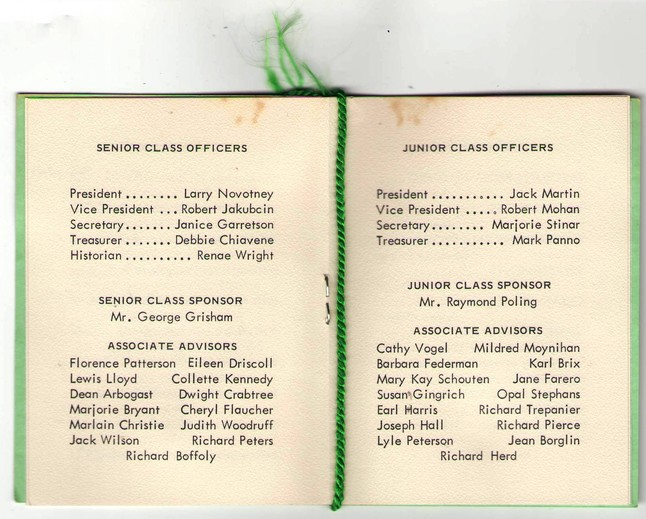 SENIOR CLASS OFFICERS
President ........ Larry Novotney
Vice President ... Robert Jakubcin
Secretary....... Janice Garretson
Treasurer ....... Debbie Chiavene
Historian .......... Renae Wright
SENIOR CLASS SPONSOR
Mr. George Grisham
ASSOCIATE ADVISORS
Florence Patterson Eileen Driscoll
Lewis Lloyd Collette Kennedy
Dean Arbogast Dwight Crabtree
Marjorie Bryant Cheryl Flaucher
Marlain Christie Judith Woodruff
Jack Wilson Richard Peters
Richard Boffoly
JUNIOR CLASS OFFICERS
President ........... Jack Martin
Vice President ..... Robert Mohan
Secretary........ Marjorie Stinar
Treasurer ........... Mark Panno
JUNIOR CLASS SPONSOR
Mr. Raymond Poling
ASSOCIATE ADVISORS
Cathy Vogel Mildred Moynihan
Barbara Federman Karl Brix
Mary Kay Schouten Jane Farero
Susan Gingrich Opal Stephans
Earl Harris Richard Trepanier
Joseph Hall Richard Pierce
Lyle Peterson Jean Borglin
Richard Herd